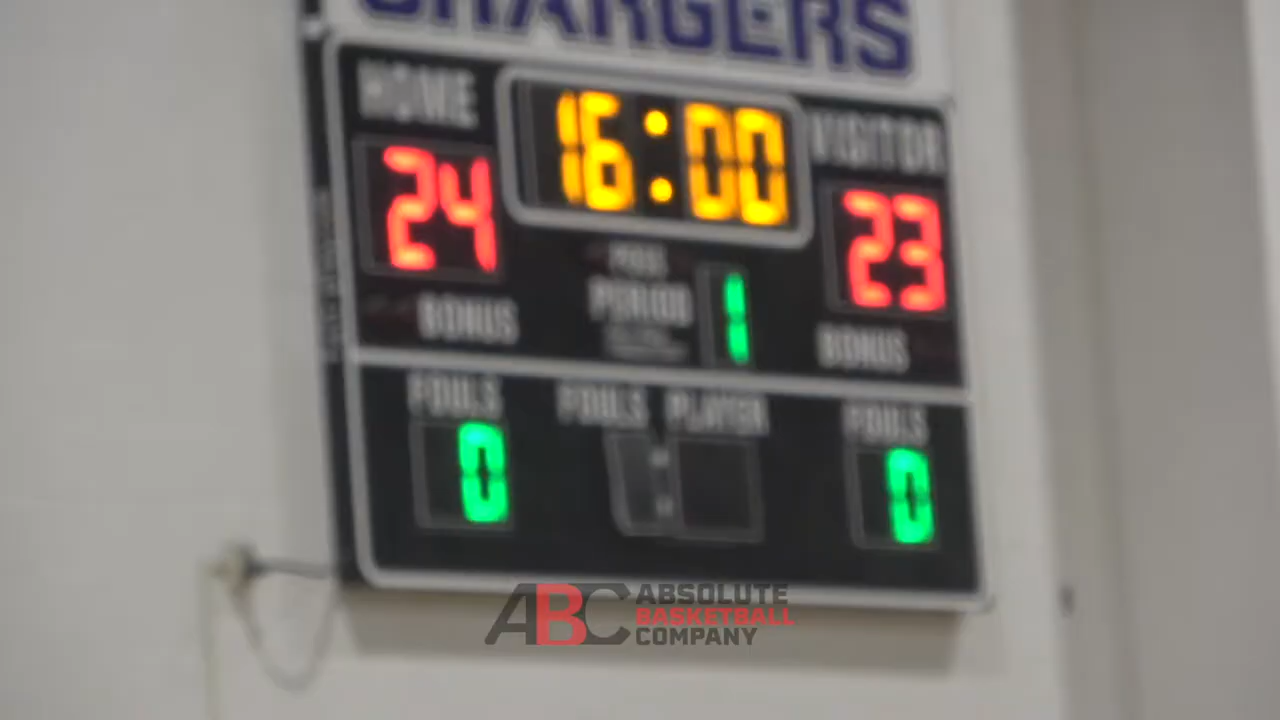 CHARGERS
HOME 16:00 VISITOR
24 23
POSS.
PERIOD 1
BONUS BONUS
FOULS FOULS PLAYER FOULS
0 0
ABC ABSOLUTE
BASKETBALL
COMPANY